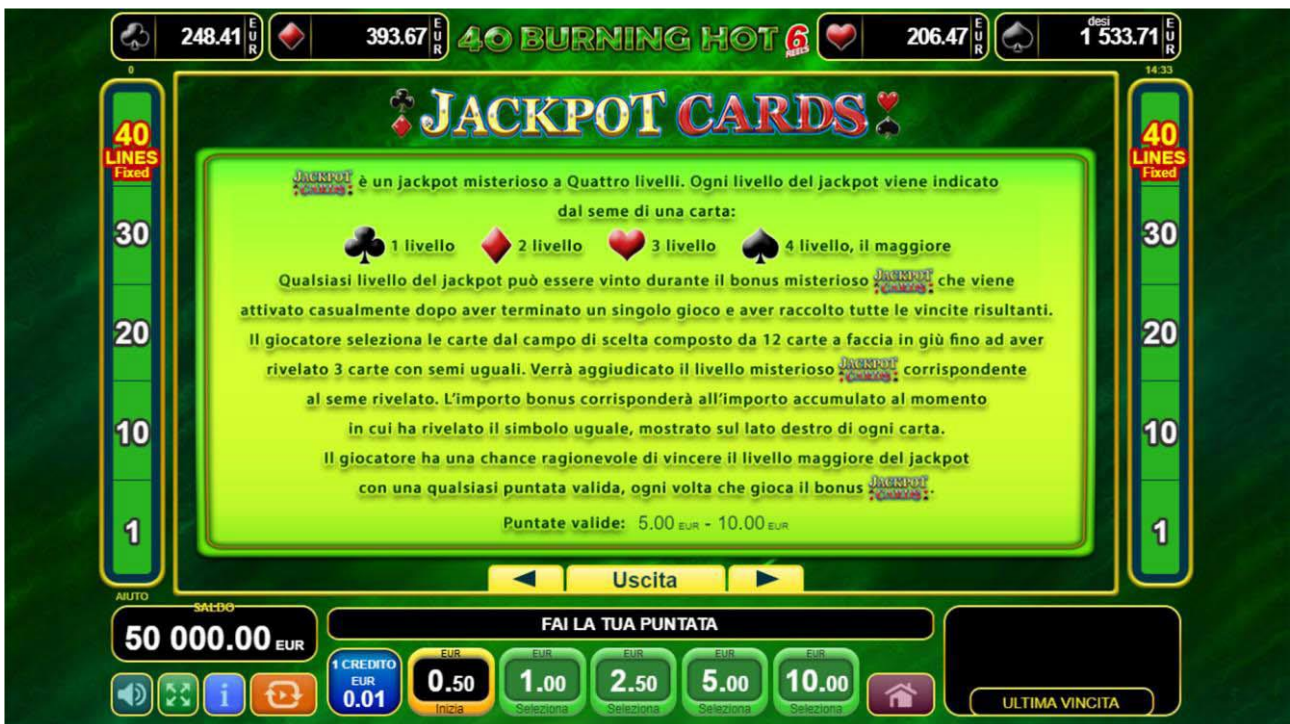 248.41 EUR
393.67 EUR
40 BURNING HOT 6 REELS
206.47 EUR
desi
1 533.71 EUR
0
14:33
JACKPOT CARDS
JACKPOT CARDS è un jackpot misterioso a Quattro livelli. Ogni livello del jackpot viene indicato
dal seme di una carta:
1 livello 2 livello 3 livello 4 livello, il maggiore
Qualsiasi livello del jackpot può essere vinto durante il bonus misterioso JACKPOT CARDS che viene
attivato casualmente dopo aver terminato un singolo gioco e aver raccolto tutte le vincite risultanti.
Il giocatore seleziona le carte dal campo di scelta composto da 12 carte a faccia in giù fino ad aver
rivelato 3 carte con semi uguali. Verrà aggiudicato il livello misterioso JACKPOT CARDS corrispondente
al seme rivelato. L'importo bonus corrisponderà all'importo accumulato al momento
in cui ha rivelato il simbolo uguale, mostrato sul lato destro di ogni carta.
Il giocatore ha una chance ragionevole di vincere il livello maggiore del jackpot
con una qualsiasi puntata valida, ogni volta che gioca il bonus JACKPOT CARDS.
Puntate valide: 5.00 EUR - 10.00 EUR
40
LINES
Fixed
30
20
10
1
40
LINES
Fixed
30
20
10
1
Uscita
AIUTO
SALDO
50 000.00 EUR
FAI LA TUA PUNTATA
1 CREDITO
EUR
0.01
EUR
0.50
Inizia
EUR
1.00
Seleziona
EUR
2.50
Seleziona
EUR
5.00
Seleziona
EUR
10.00
Seleziona
ULTIMA VINCITA